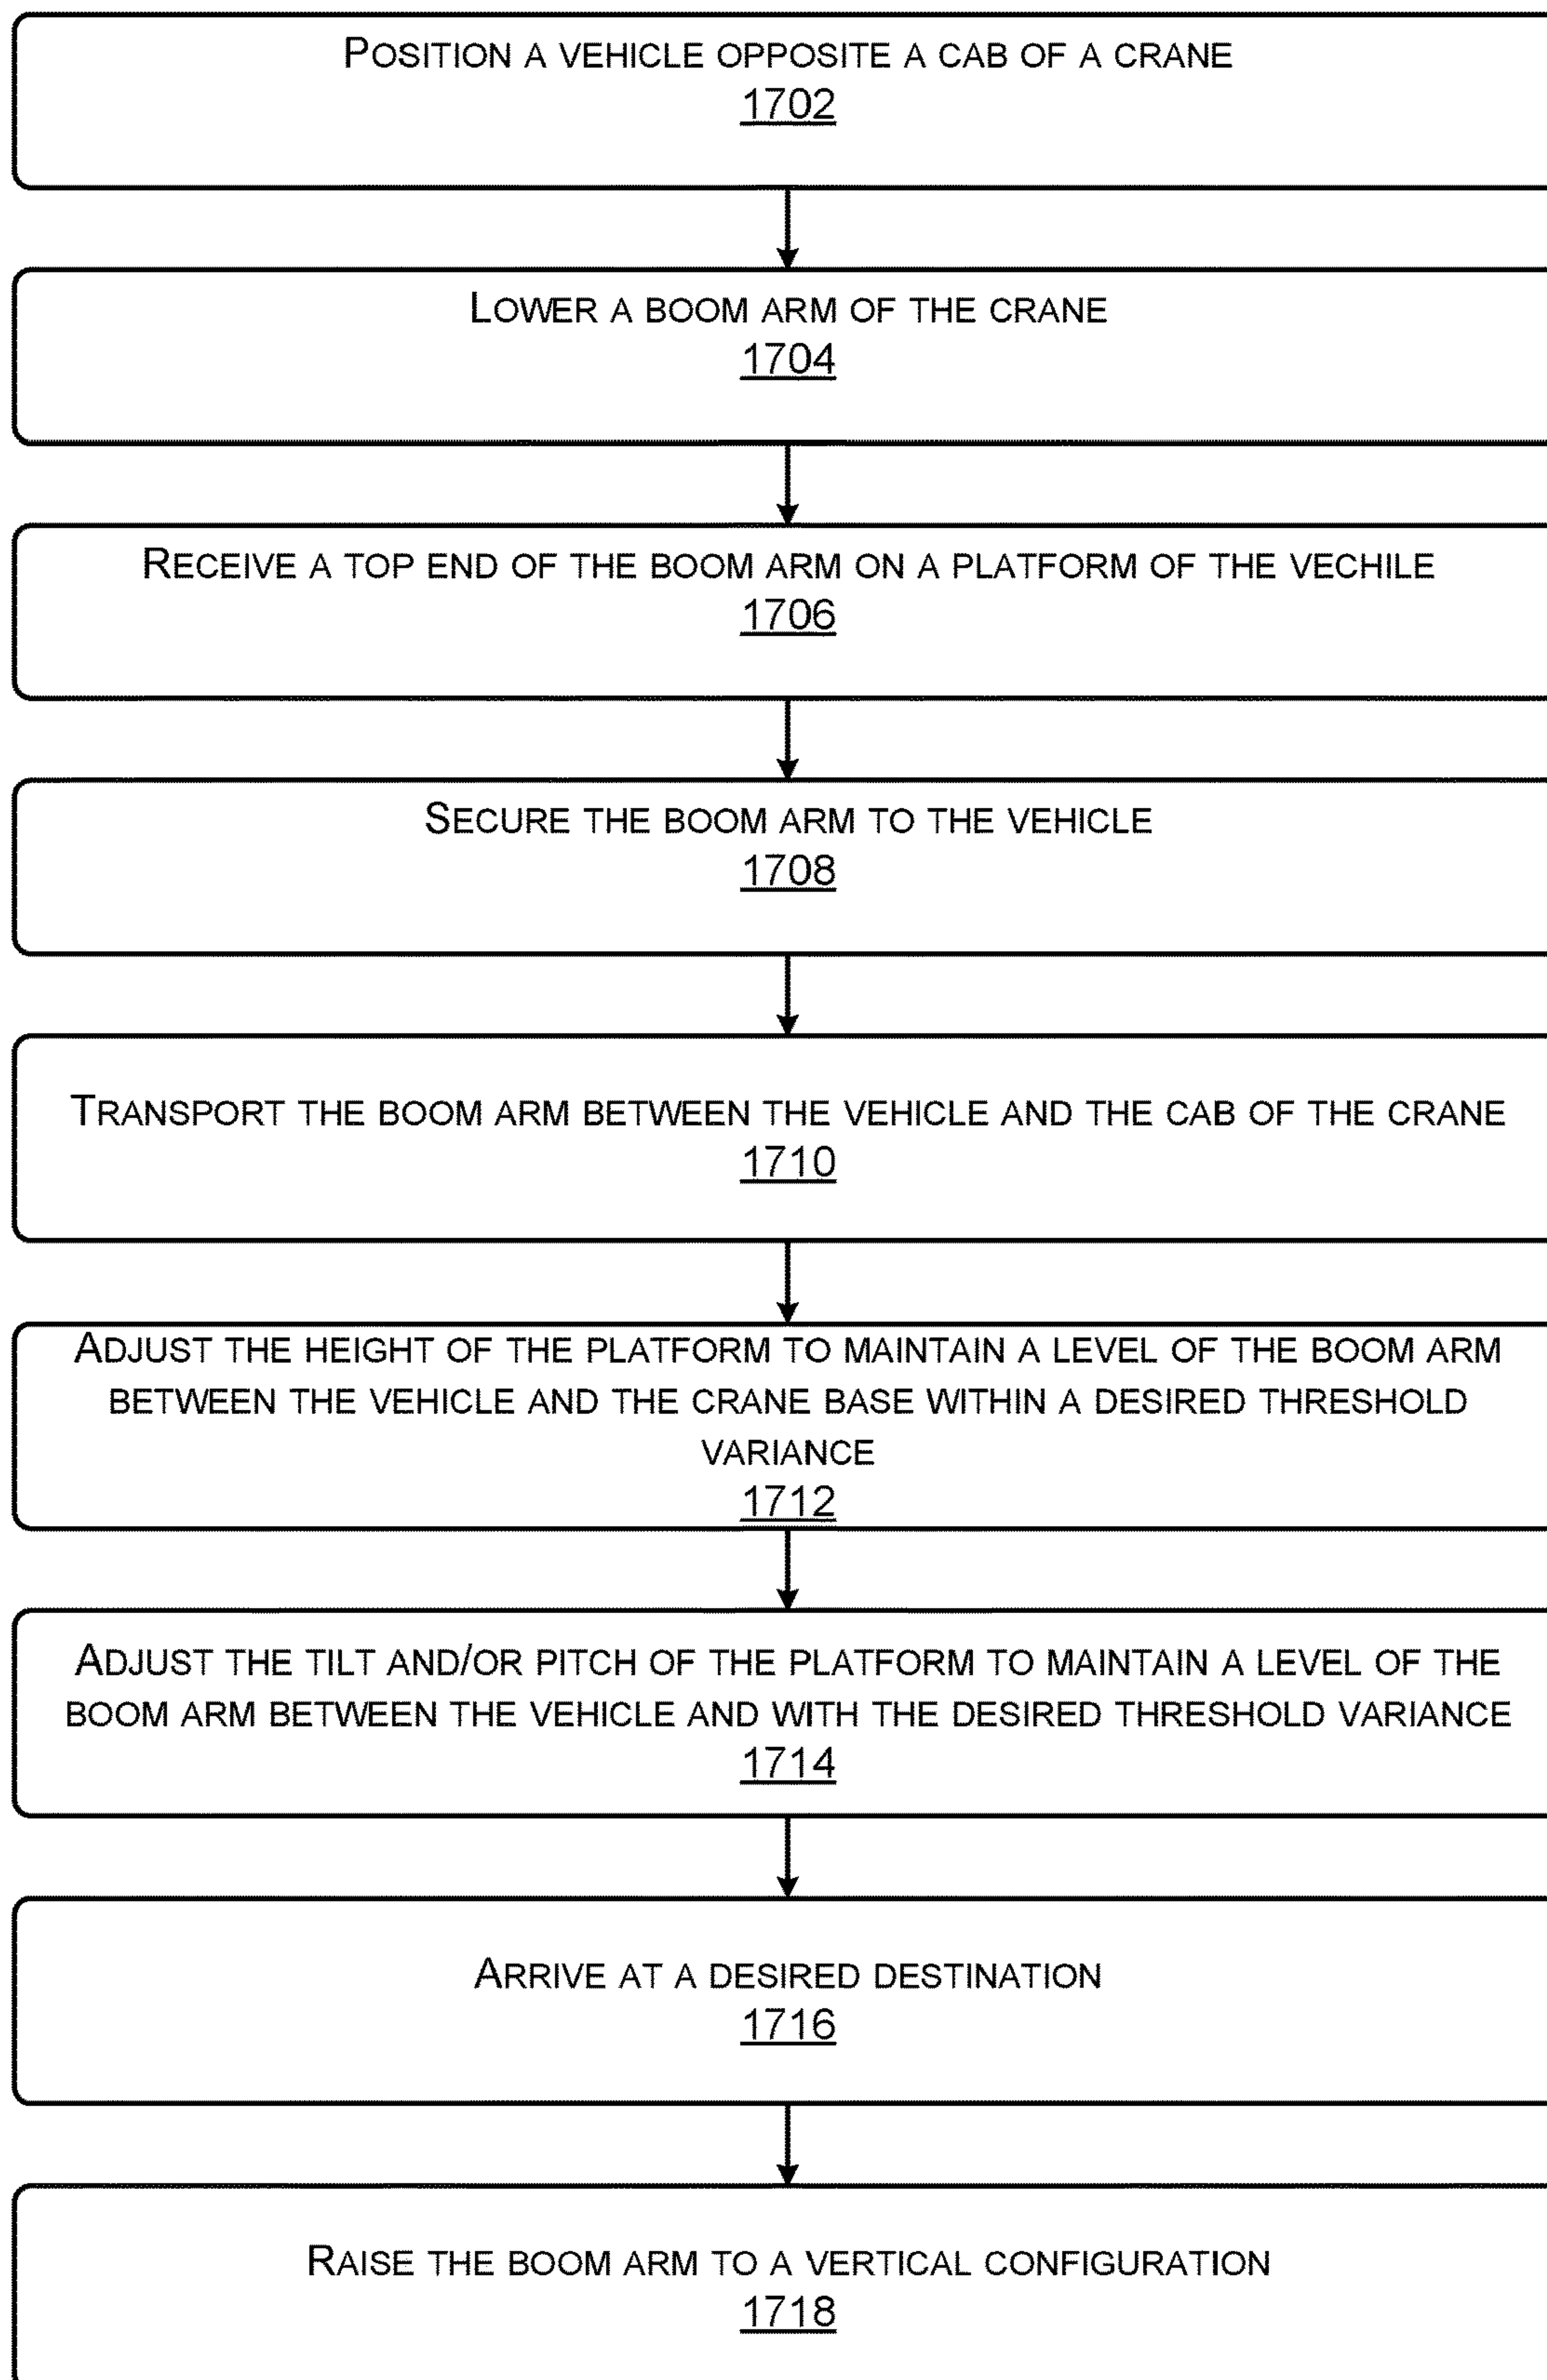 POSITION A VEHICLE OPPOSITE A CAB OF A CRANE
1702
LOWER A BOOM ARM OF THE CRANE
1704
RECEIVE A TOP END OF THE BOOM ARM ON A PLATFORM OF THE VECHILE
1706
SECURE THE BOOM ARM TO THE VEHICLE
1708
TRANSPORT THE BOOM ARM BETWEEN THE VEHICLE AND THE CAB OF THE CRANE
1710
ADJUST THE HEIGHT OF THE PLATFORM TO MAINTAIN A LEVEL OF THE BOOM ARM
BETWEEN THE VEHICLE AND THE CRANE BASE WITHIN A DESIRED THRESHOLD
VARIANCE
1712
ADJUST THE TILT AND/OR PITCH OF THE PLATFORM TO MAINTAIN A LEVEL OF THE
BOOM ARM BETWEEN THE VEHICLE AND WITH THE DESIRED THRESHOLD VARIANCE
1714
ARRIVE AT A DESIRED DESTINATION
1716
RAISE THE BOOM ARM TO A VERTICAL CONFIGURATION
1718